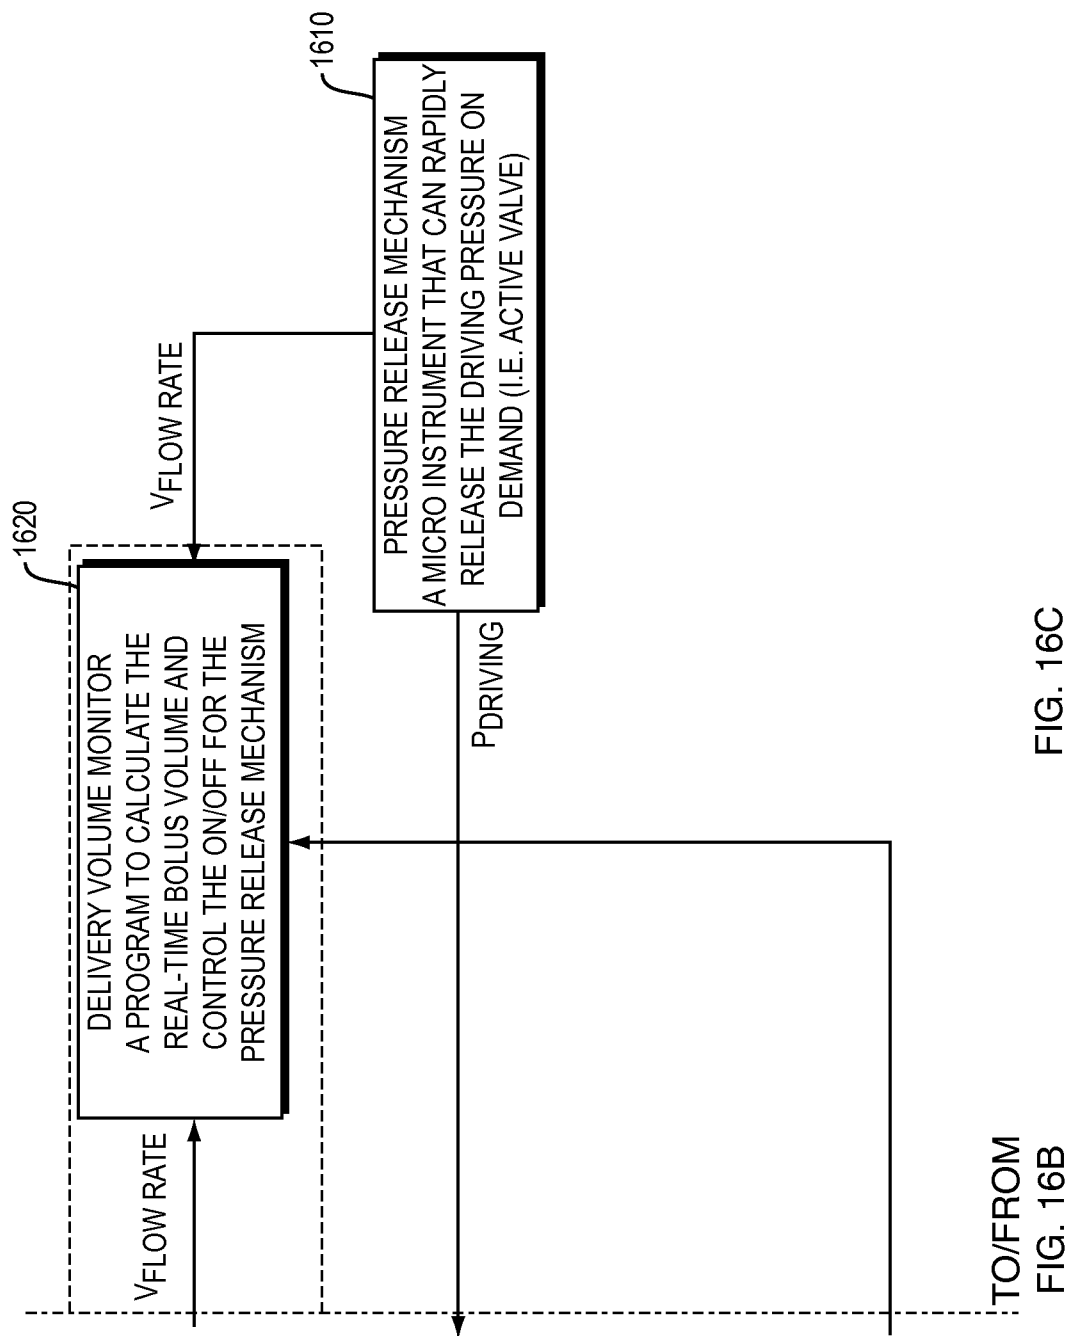 1620
DELIVERY VOLUME MONITOR
A PROGRAM TO CALCULATE THE
REAL-TIME BOLUS VOLUME AND
CONTROL THE ON/OFF FOR THE
PRESSURE RELEASE MECHANISM
VFLOW RATE
VFLOW RATE
1610
PRESSURE RELEASE MECHANISM
A MICRO INSTRUMENT THAT CAN RAPIDLY
RELEASE THE DRIVING PRESSURE ON
DEMAND (I.E. ACTIVE VALVE)
PDRIVING
TO/FROM
FIG. 16B
FIG. 16C